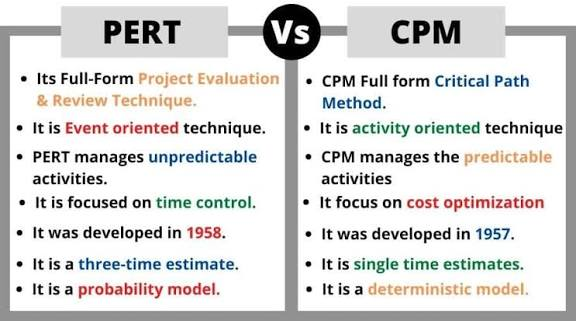 PERT
Vs
CPM
Its Full-Form Project Evaluation
& Review Technique.
It is Event oriented technique.
PERT manages unpredictable
activities.
It is focused on time control.
It was developed in 1958.
It is a three-time estimate.
It is a probability model.
CPM Full form Critical Path
Method.
It is activity oriented technique
CPM manages the predictable
activities
It focus on cost optimization
It was developed in 1957.
It is single time estimates.
It is a deterministic model.